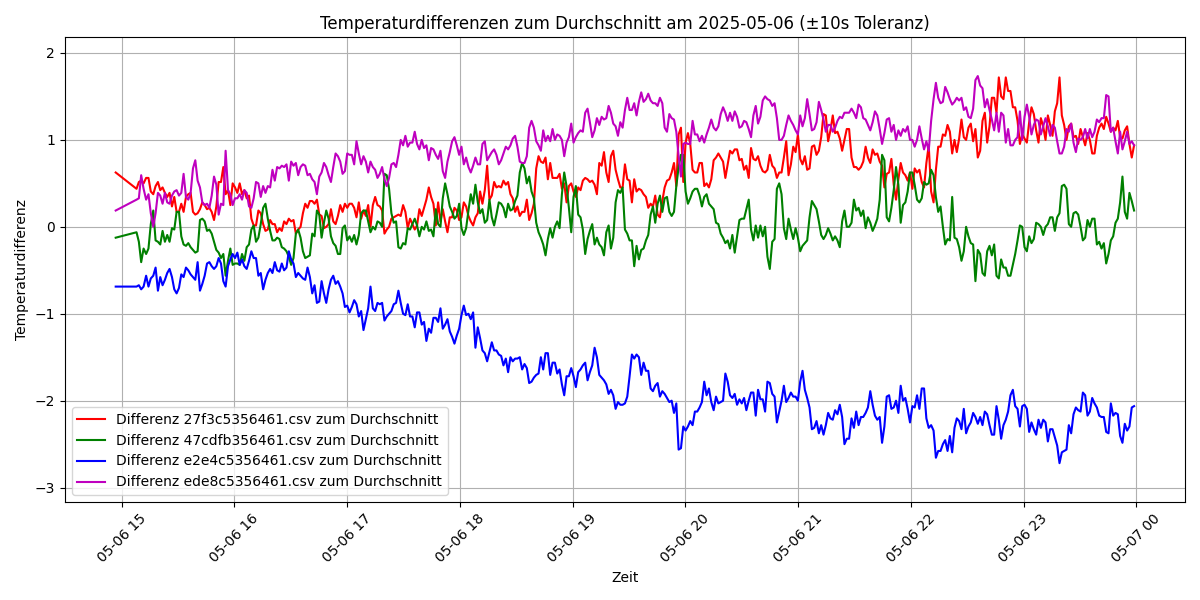 Temperaturdifferenzen zum Durchschnitt am 2025-05-06 (±10s Toleranz)
Temperaturdifferenz
2
1
0
−1
−2
−3
Differenz 27f3c5356461.csv zum Durchschnitt
Differenz 47cdfb356461.csv zum Durchschnitt
Differenz e2e4c5356461.csv zum Durchschnitt
Differenz ede8c5356461.csv zum Durchschnitt
05-06 15
05-06 16
05-06 17
05-06 18
05-06 19
05-06 20
05-06 21
05-06 22
05-06 23
05-07 00
Zeit